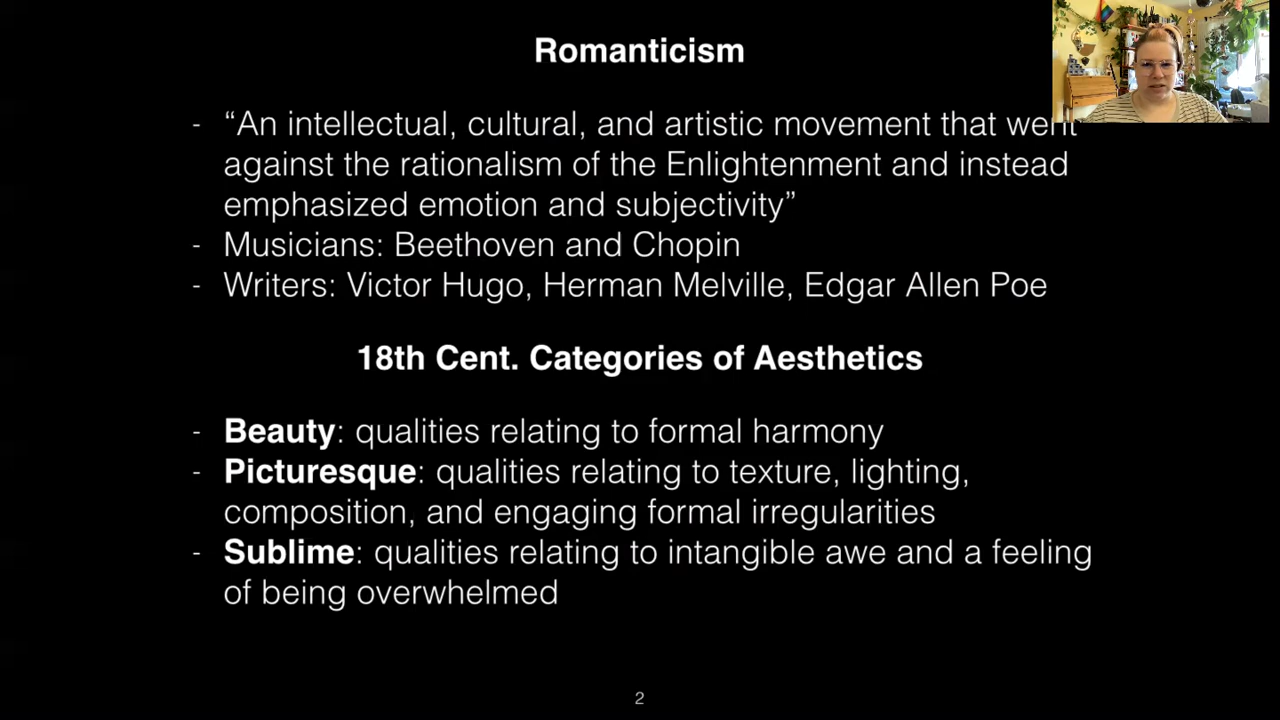 Romanticism
- “An intellectual, cultural, and artistic movement that went
against the rationalism of the Enlightenment and instead
emphasized emotion and subjectivity”
- Musicians: Beethoven and Chopin
- Writers: Victor Hugo, Herman Melville, Edgar Allen Poe
18th Cent. Categories of Aesthetics
- Beauty: qualities relating to formal harmony
- Picturesque: qualities relating to texture, lighting,
composition, and engaging formal irregularities
- Sublime: qualities relating to intangible awe and a feeling
of being overwhelmed
2